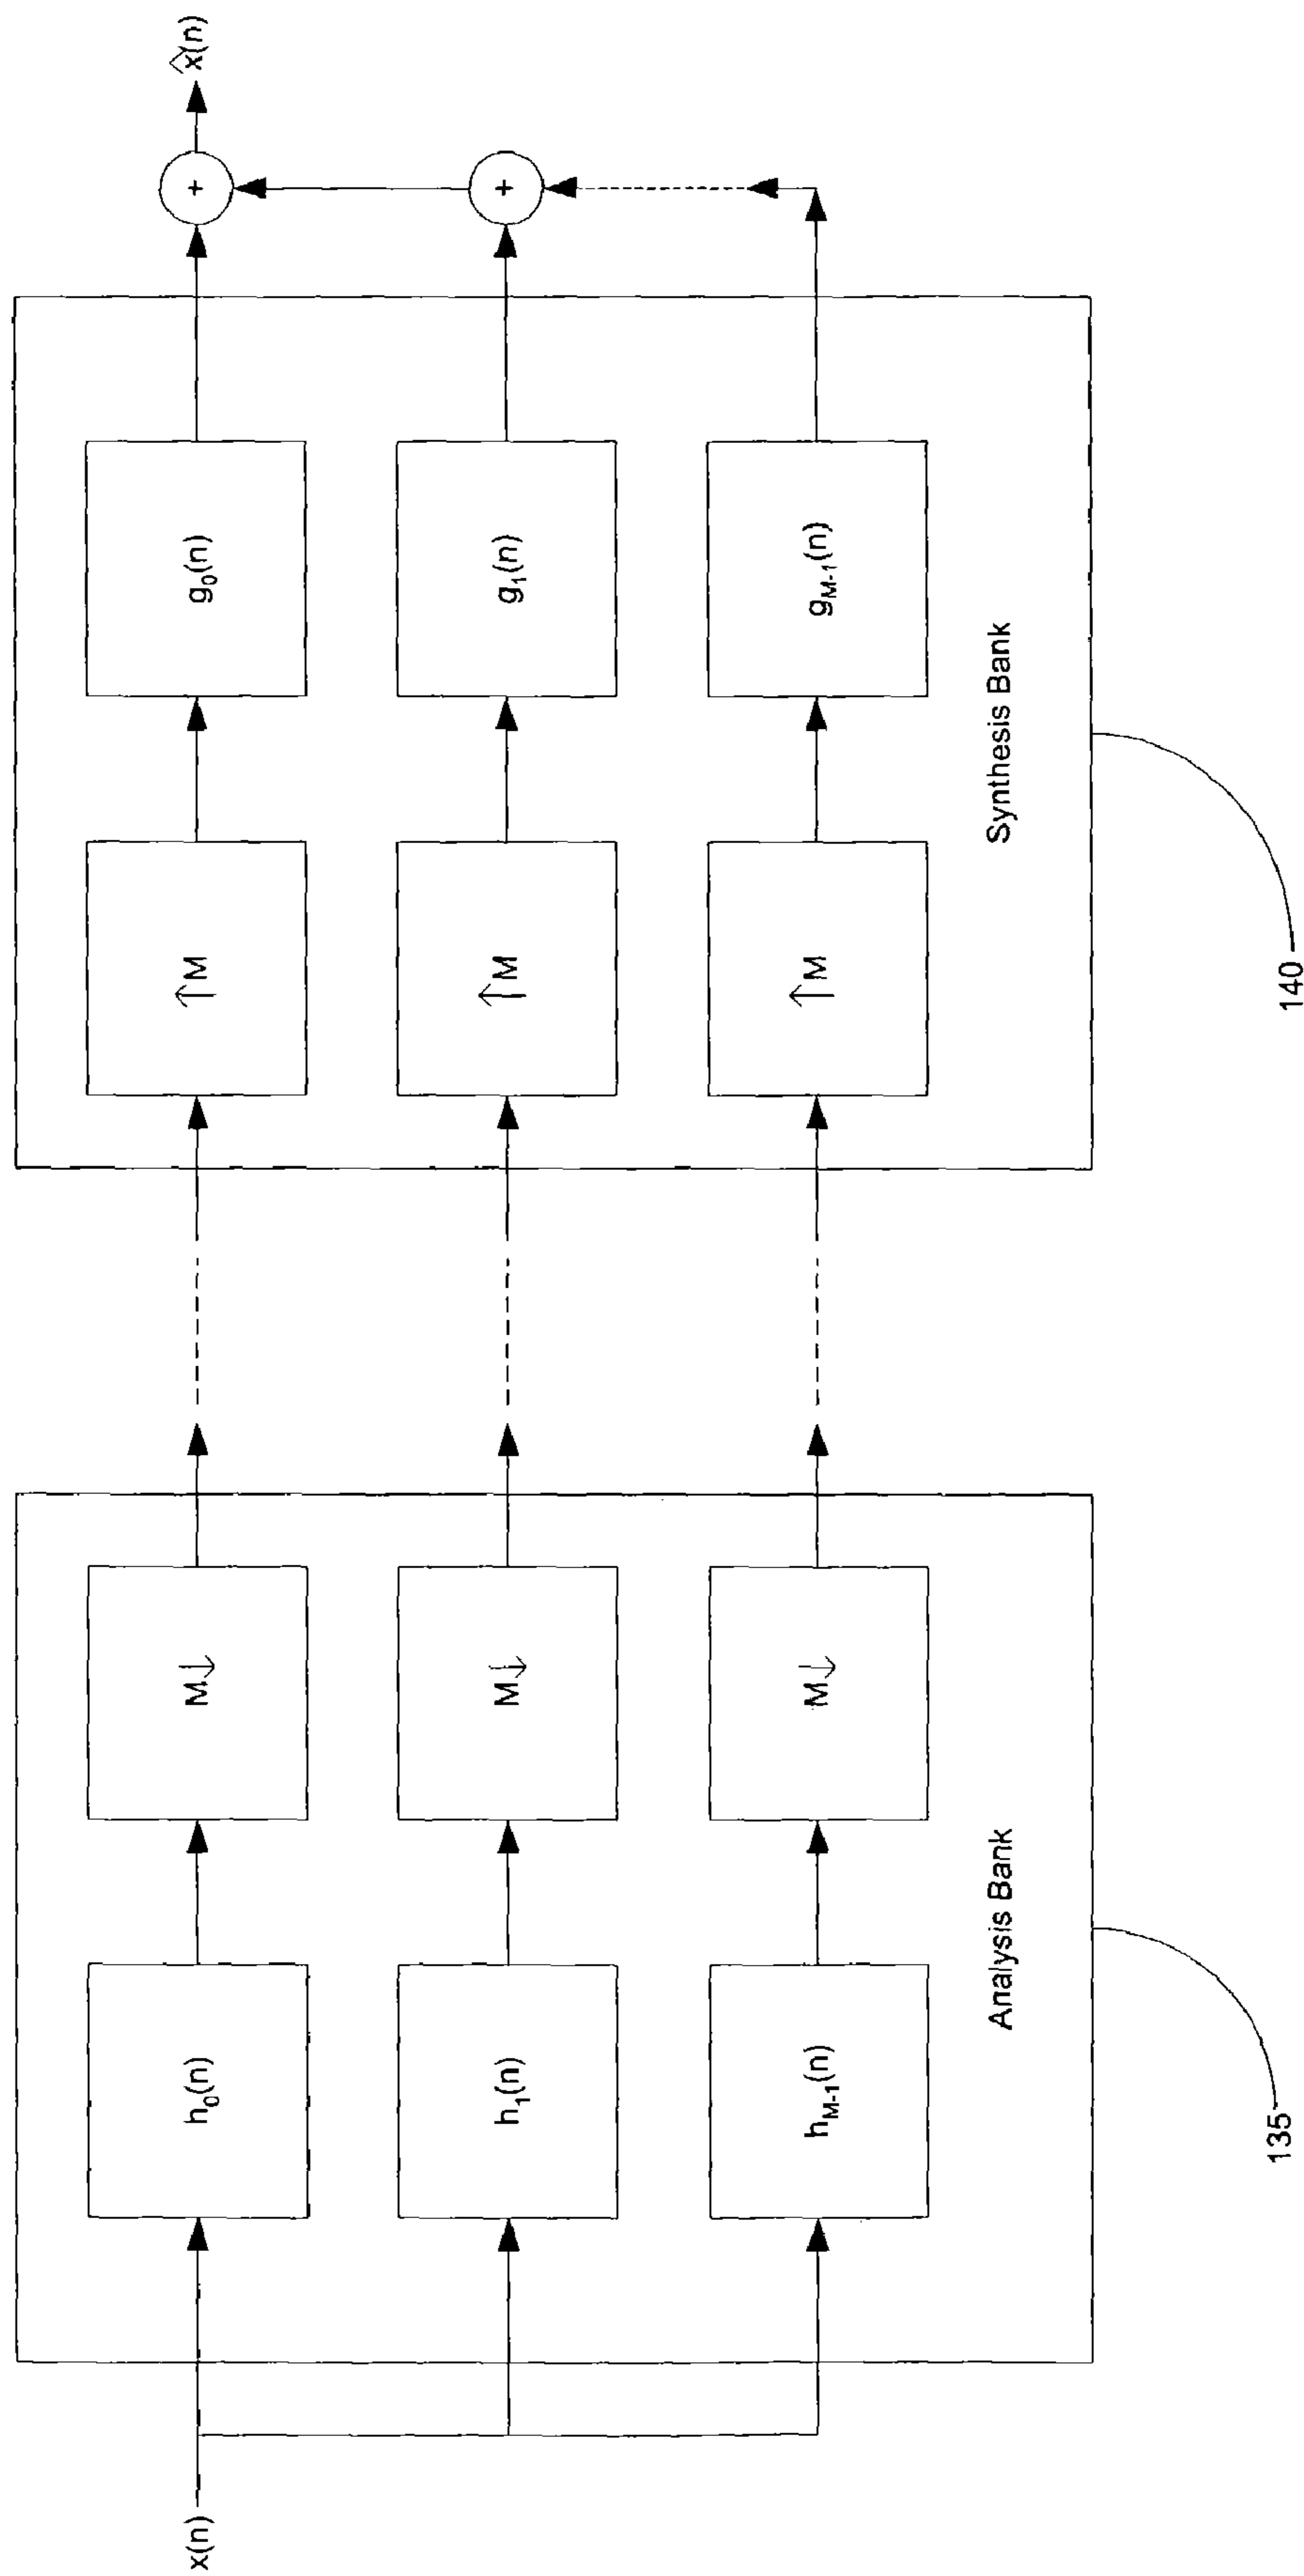 x(n)
h0(n)
M↓
↑M
g0(n)
+
x̂(n)
h1(n)
M↓
↑M
g1(n)
+
hM-1(n)
M↓
↑M
gM-1(n)
Analysis Bank
Synthesis Bank
135
140